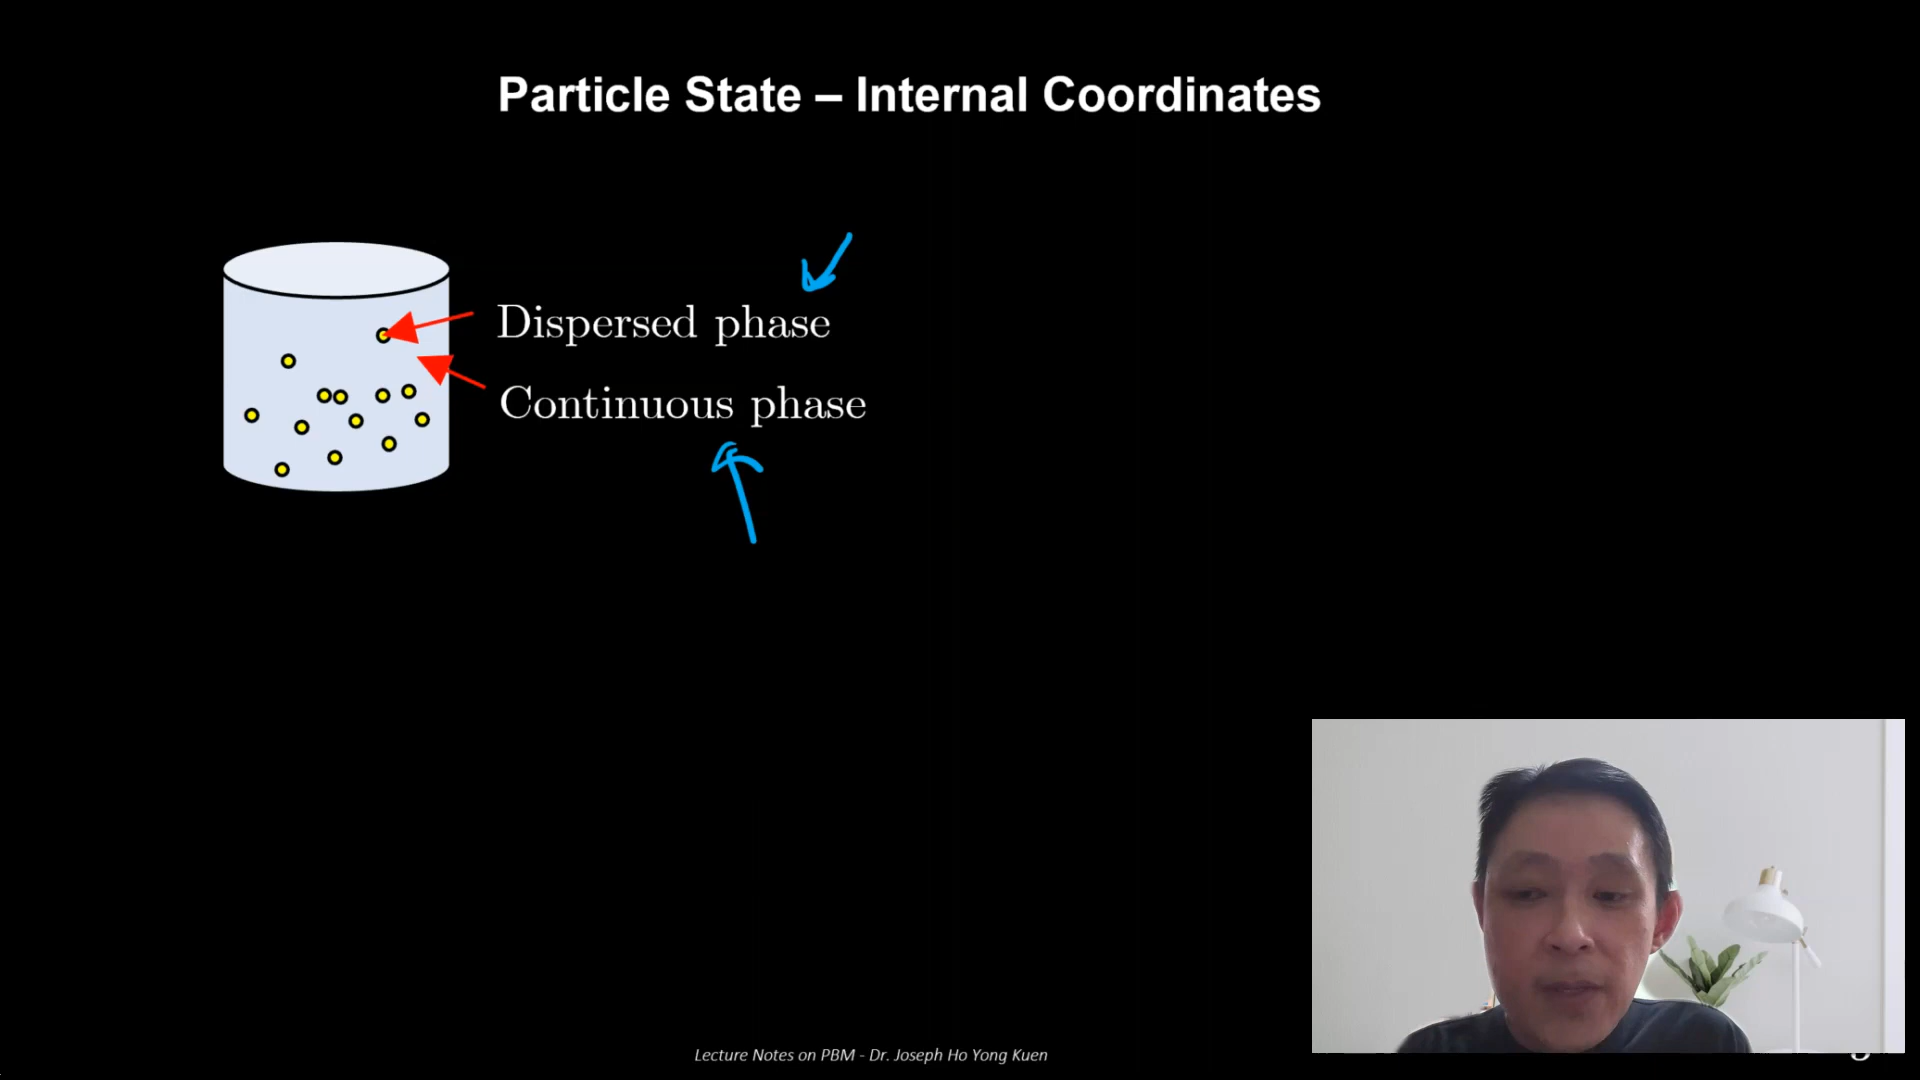 Particle State – Internal Coordinates
Dispersed phase
Continuous phase
Lecture Notes on PBM - Dr. Joseph Ho Yong Kuen